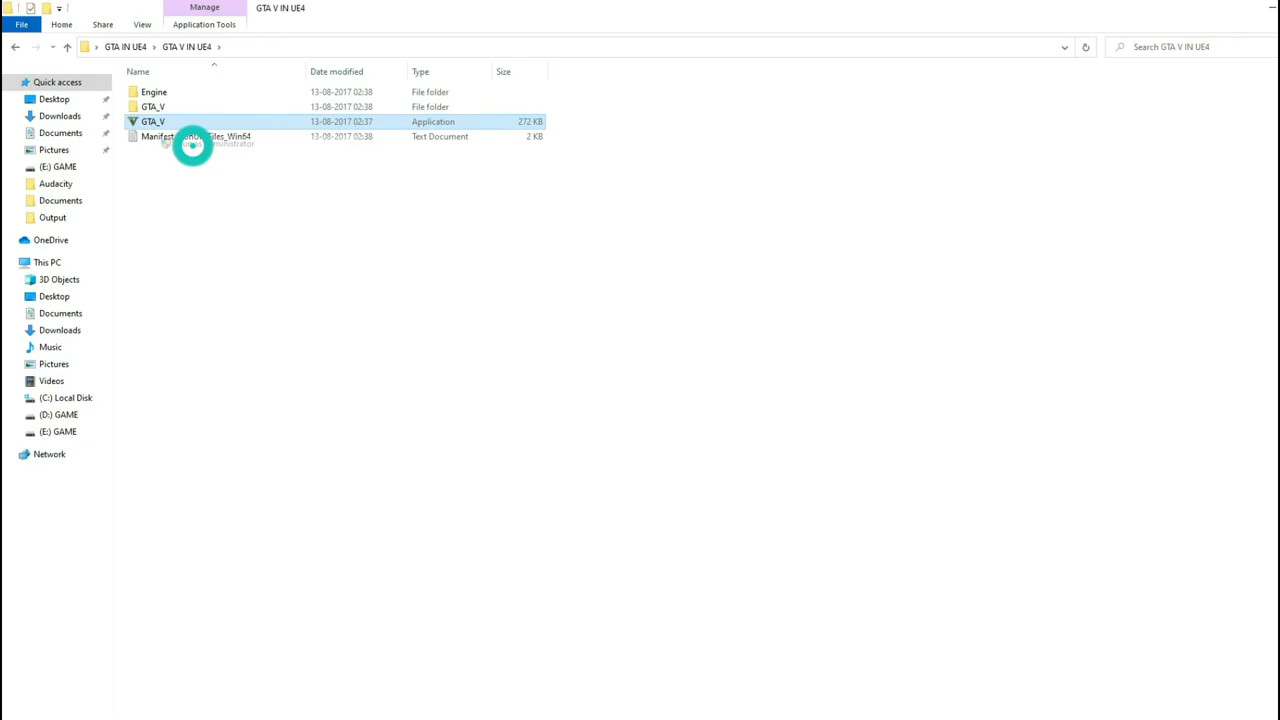 Manage
GTA V IN UE4
File
Home
Share
View
Application Tools
GTA IN UE4
GTA V IN UE4
Search GTA V IN UE4
Name
Date modified
Type
Size
Quick access
Desktop
Downloads
Documents
Pictures
(E:) GAME
Audacity
Documents
Output
OneDrive
This PC
3D Objects
Desktop
Documents
Downloads
Music
Pictures
Videos
(C:) Local Disk
(D:) GAME
(E:) GAME
Network
Engine 13-08-2017 02:38 File folder
GTA_V 13-08-2017 02:38 File folder
GTA_V 13-08-2017 02:37 Application 272 KB
13-08-2017 02:38 Text Document 2 KB